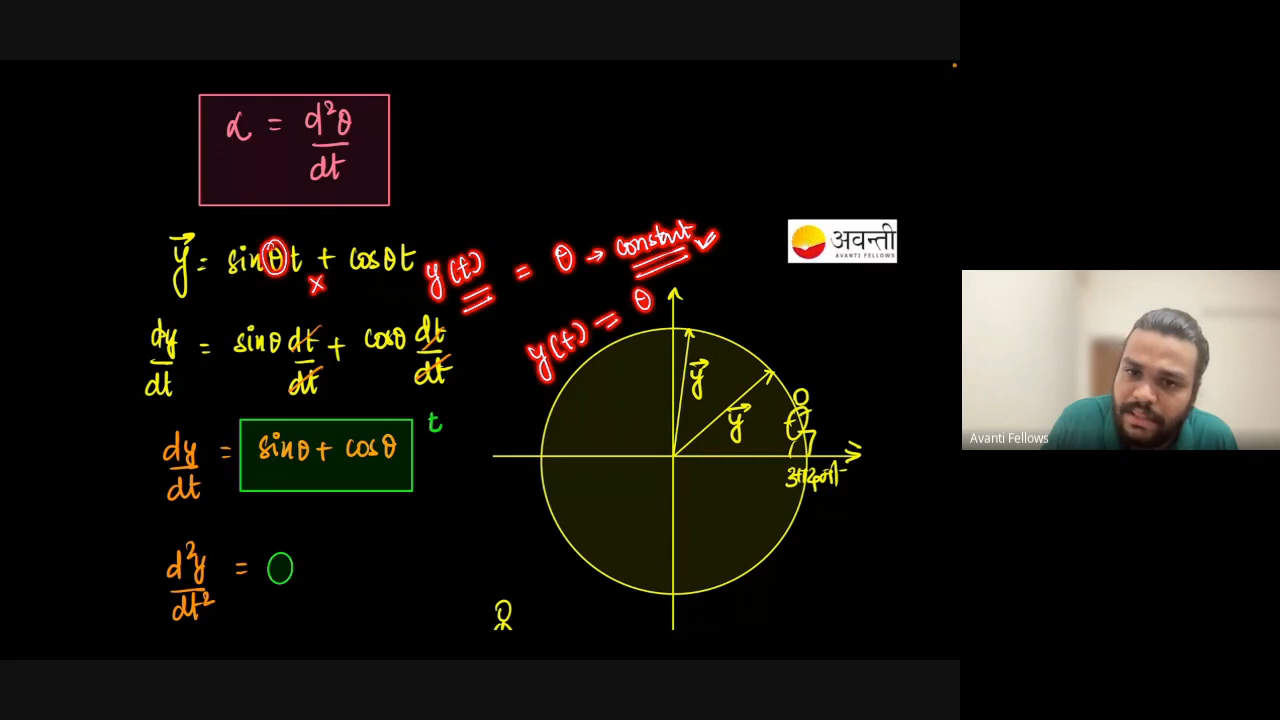 α = d²θ/dt
y⃗ = sinθt + cosθt
×
y(t) = θ → constant ✓
y(t) = θ
dy/dt = sinθ dt/dt + cosθ dt/dt
dy/dt = sinθ + cosθ
t
d²y/dt² = 0
y⃗
y⃗
अवन्ती
AVANTI FELLOWS
Avanti Fellows